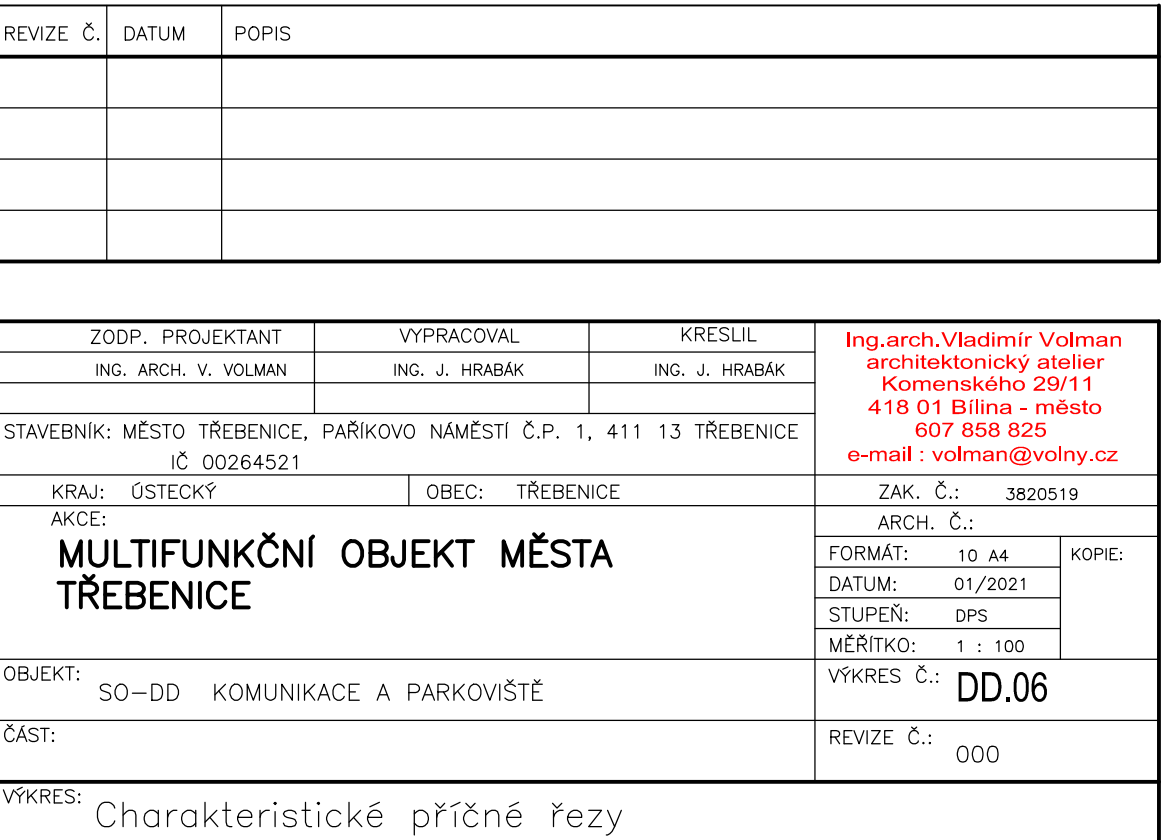 REVIZE Č. DATUM POPIS
ZODP. PROJEKTANT VYPRACOVAL KRESLIL
ING. ARCH. V. VOLMAN ING. J. HRABÁK ING. J. HRABÁK
Ing.arch.Vladimír Volman
architektonický atelier
Komenského 29/11
418 01 Bílina - město
607 858 825
e-mail : volman@volny.cz
STAVEBNÍK: MĚSTO TŘEBENICE, PAŘÍKOVO NÁMĚSTÍ Č.P. 1, 411 13 TŘEBENICE
IČ 00264521
KRAJ: ÚSTECKÝ OBEC: TŘEBENICE ZAK. Č.: 3820519
AKCE:
MULTIFUNKČNÍ OBJEKT MĚSTA
TŘEBENICE
ARCH. Č.:
FORMÁT: 10 A4 KOPIE:
DATUM: 01/2021
STUPEŇ: DPS
MĚŘÍTKO: 1 : 100
OBJEKT: SO-DD KOMUNIKACE A PARKOVIŠTĚ VÝKRES Č.: DD.06
ČÁST: REVIZE Č.: 000
VÝKRES: Charakteristické příčné řezy